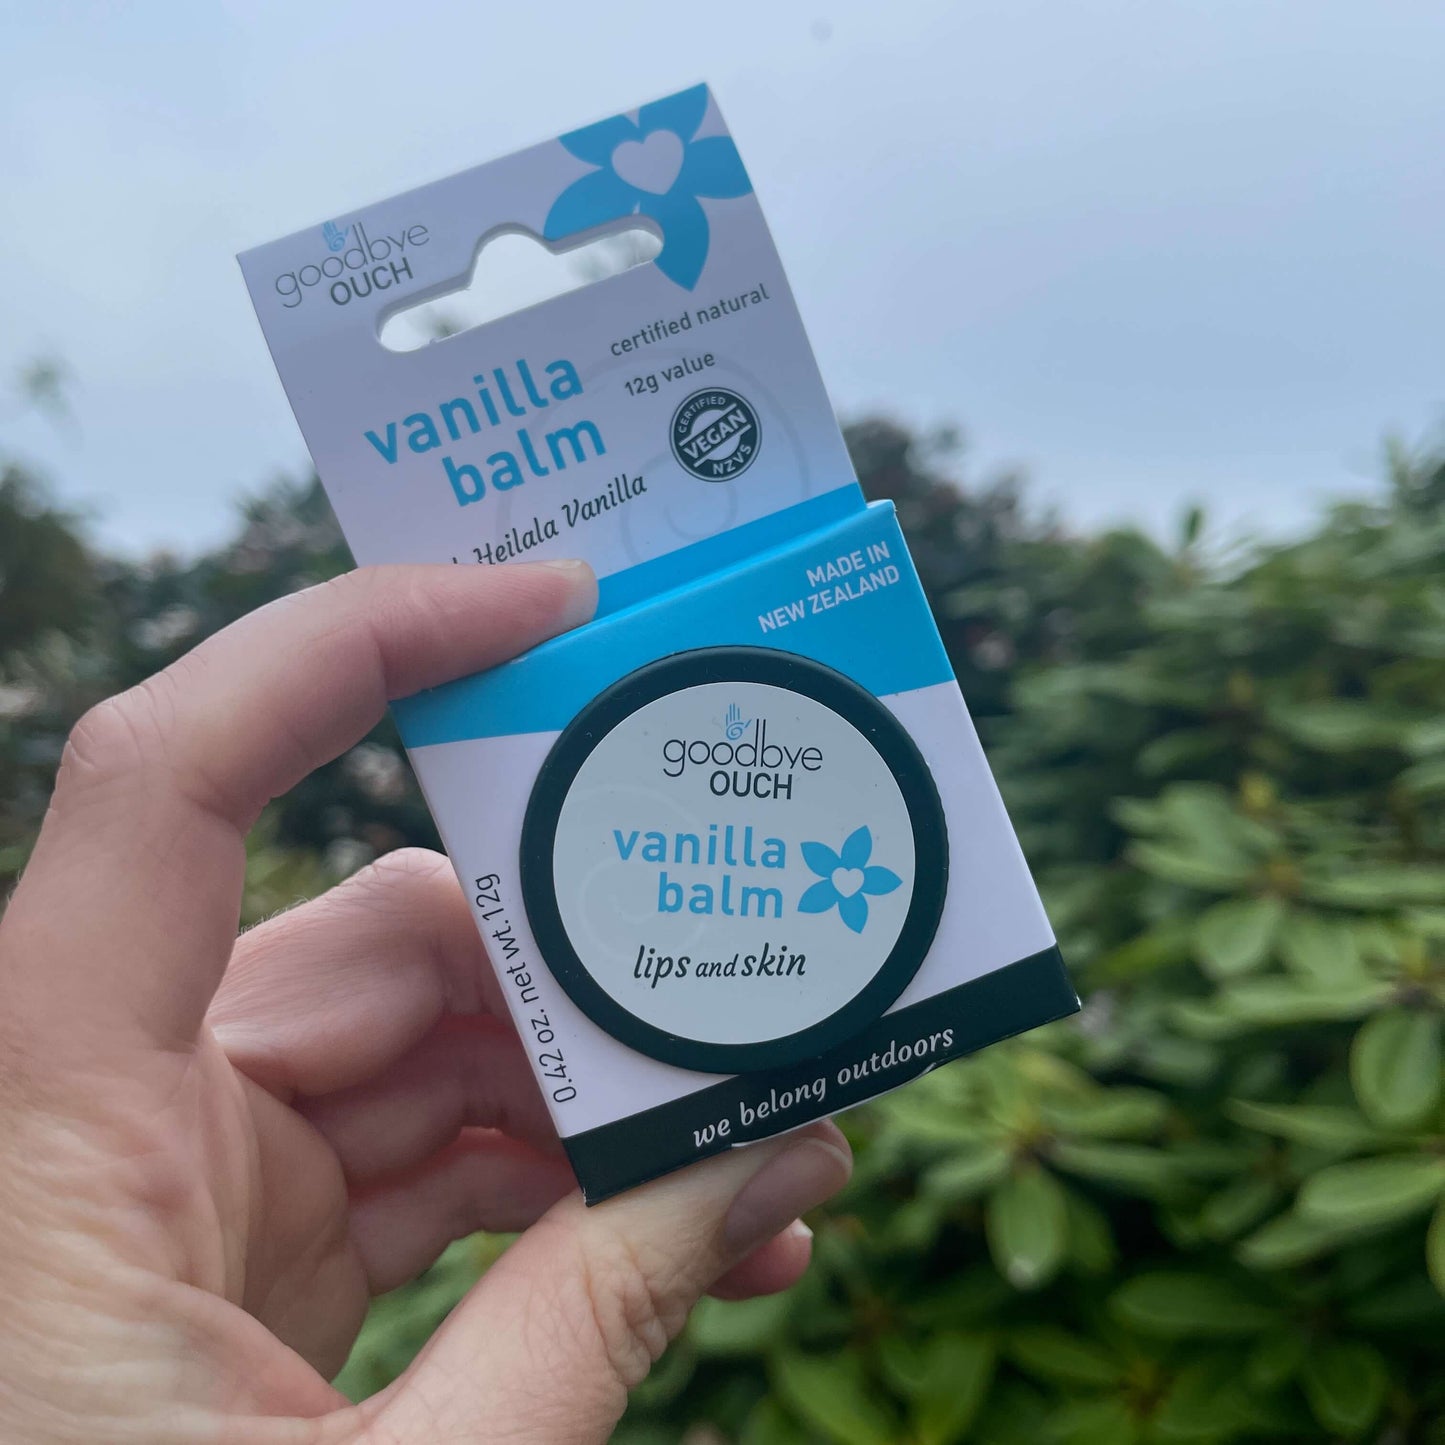 goodbye
OUCH
certified natural
12g value
vanilla
balm
CERTIFIED
VEGAN
NZVS
Heilala Vanilla
MADE IN
NEW ZEALAND
goodbye
OUCH
vanilla
balm
lips and skin
0.42 oz. net wt. 12g
we belong outdoors